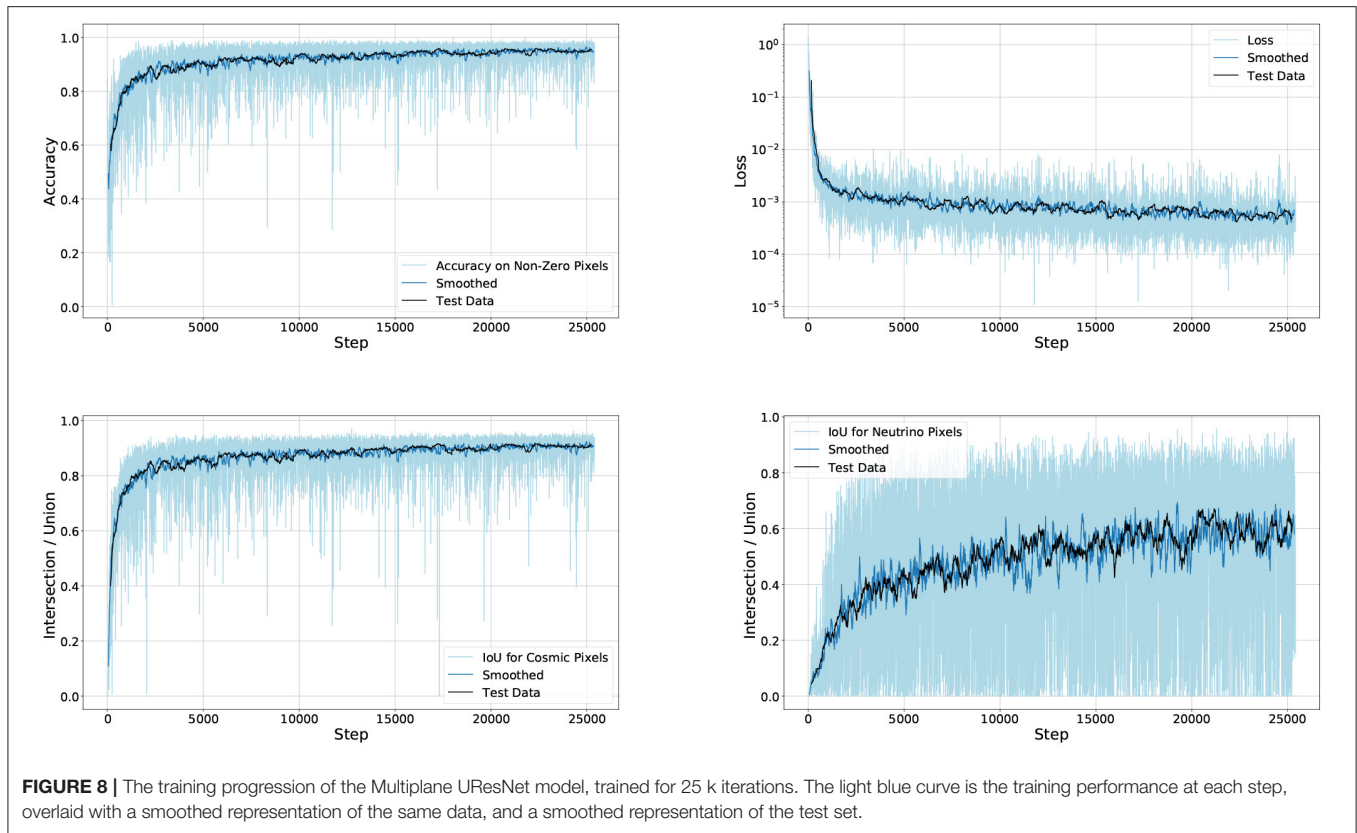 1.0
0.8
0.6
0.4
0.2
0.0
Accuracy
0
5000
10000
15000
20000
25000
Step
Accuracy on Non-Zero Pixels
Smoothed
Test Data
10⁰
10⁻¹
10⁻²
10⁻³
10⁻⁴
10⁻⁵
Loss
0
5000
10000
15000
20000
25000
Step
Loss
Smoothed
Test Data
1.0
0.8
0.6
0.4
0.2
0.0
Intersection / Union
0
5000
10000
15000
20000
25000
Step
IoU for Cosmic Pixels
Smoothed
Test Data
1.0
0.8
0.6
0.4
0.2
0.0
Intersection / Union
0
5000
10000
15000
20000
25000
Step
IoU for Neutrino Pixels
Smoothed
Test Data
FIGURE 8 | The training progression of the Multiplane UResNet model, trained for 25 k iterations. The light blue curve is the training performance at each step,
overlaid with a smoothed representation of the same data, and a smoothed representation of the test set.